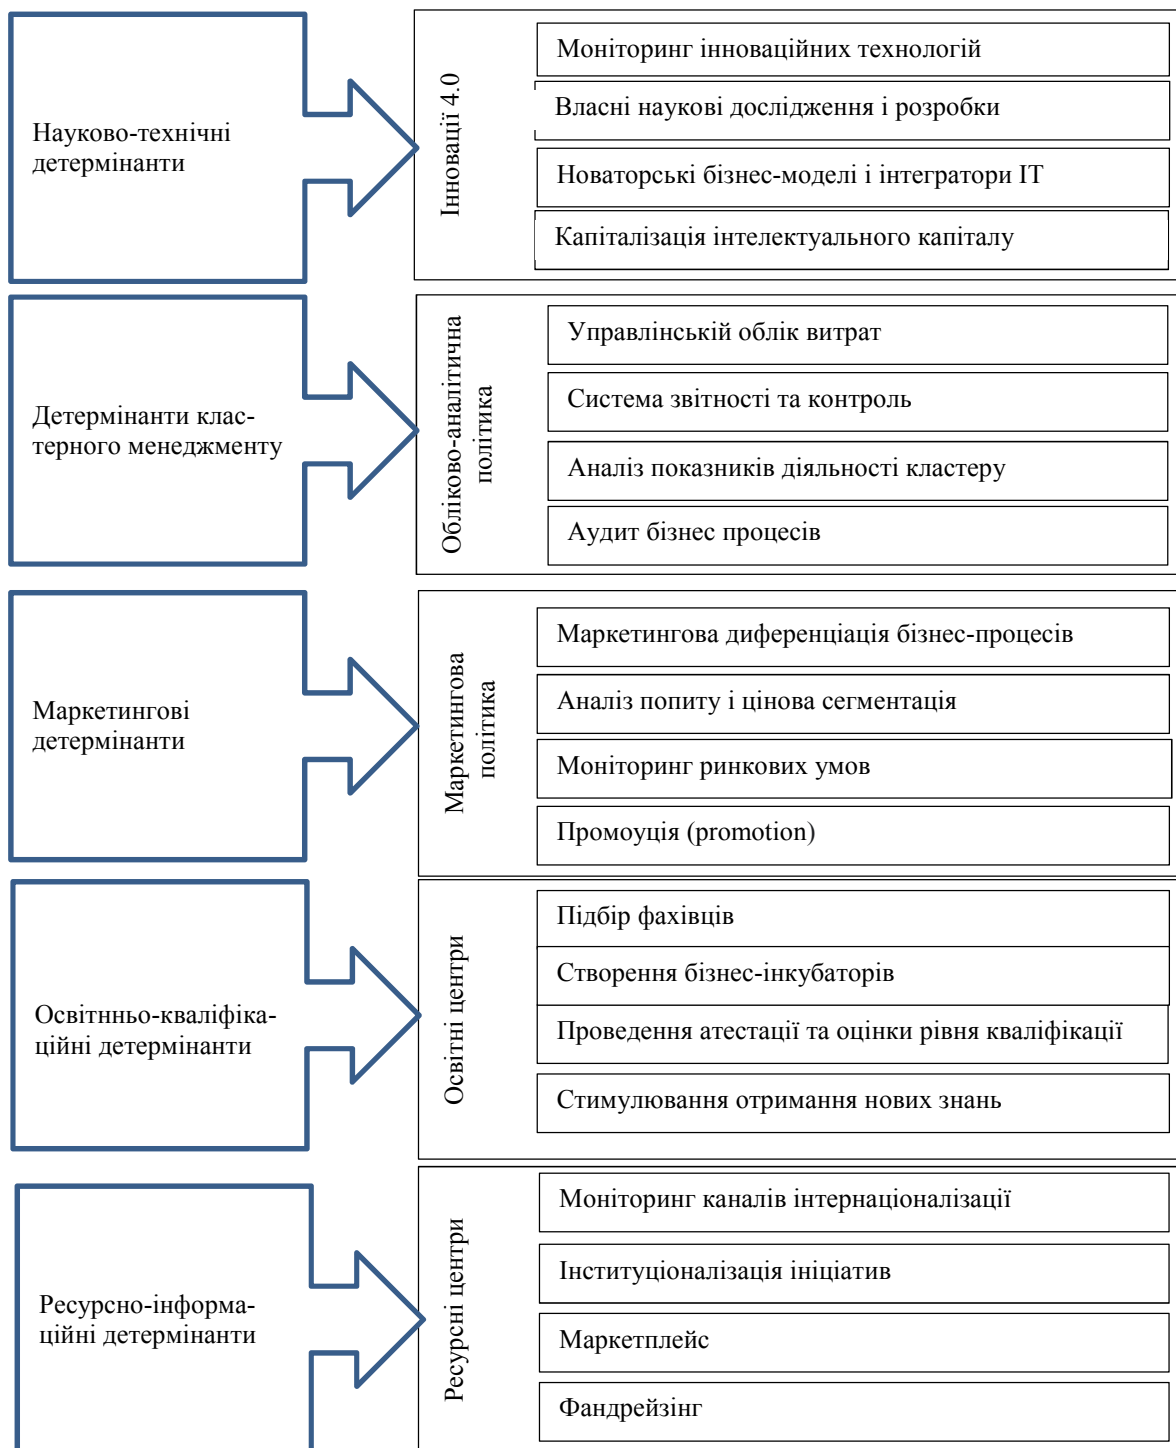 Науково-технічні
детермінанти
Інновації 4.0
Моніторинг інноваційних технологій
Власні наукові дослідження і розробки
Новаторські бізнес-моделі і інтегратори ІТ
Капіталізація інтелектуального капіталу
Детермінанти клас-
терного менеджменту
Обліково-аналітична
політика
Управлінській облік витрат
Система звітності та контроль
Аналіз показників діяльності кластеру
Аудит бізнес процесів
Маркетингові
детермінанти
Маркетингова
політика
Маркетингова диференціація бізнес-процесів
Аналіз попиту і цінова сегментація
Моніторинг ринкових умов
Промоуція (promotion)
Освітнньо-кваліфіка-
ційні детермінанти
Освітні центри
Підбір фахівців
Створення бізнес-інкубаторів
Проведення атестації та оцінки рівня кваліфікації
Стимулювання отримання нових знань
Ресурсно-інформа-
ційні детермінанти
Ресурсні центри
Моніторинг каналів інтернаціоналізації
Інституціоналізація ініціатив
Маркетплейс
Фандрейзінг